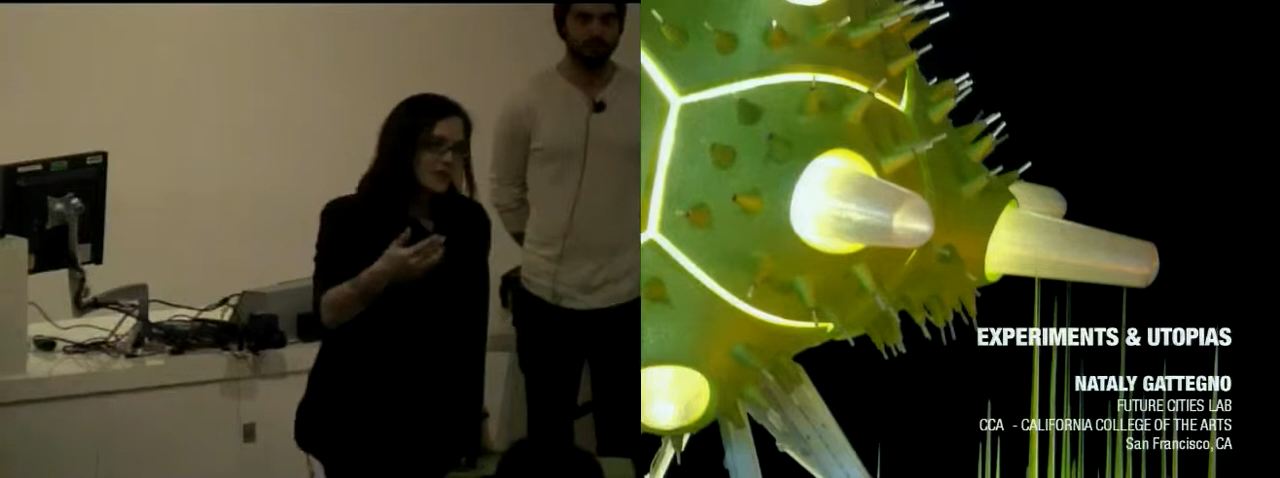 EXPERIMENTS & UTOPIAS
NATALY GATTEGNO
FUTURE CITIES LAB
CCA - CALIFORNIA COLLEGE OF THE ARTS
San Francisco, CA